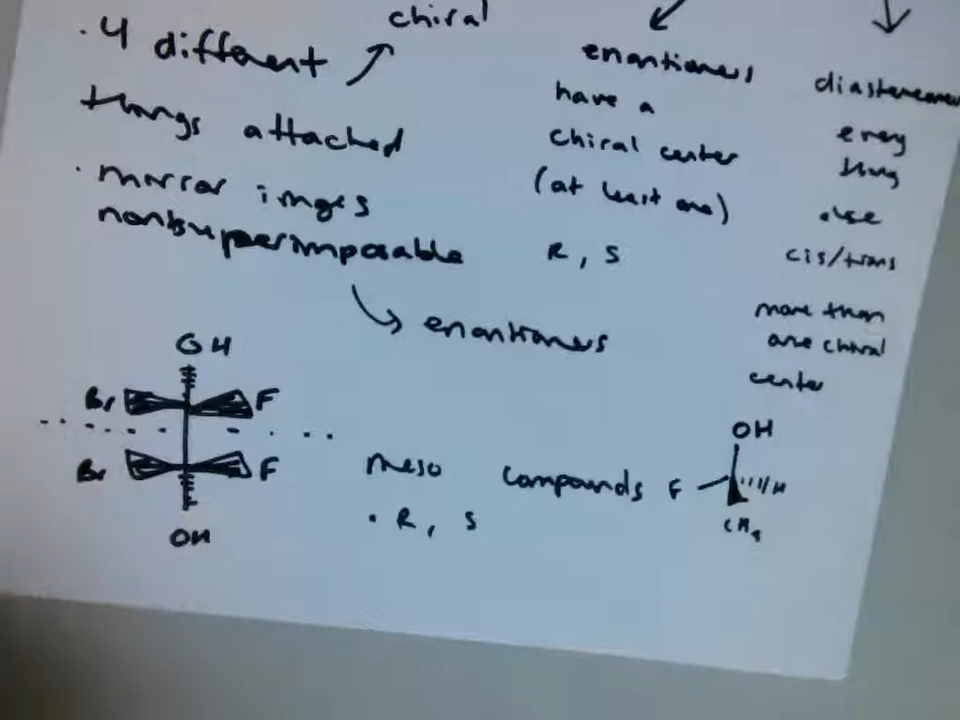 chiral
. 4 different
things attached
. mirror images
nonsuperimposable
enantiomers
enantiomers
have a
chiral center
(at least one)
R, S
diastereomers
every
thing
else
cis/trans
more than
one chiral
center
OH
Br F
Br F
OH
meso compounds
. R, S
OH
F H
CH3